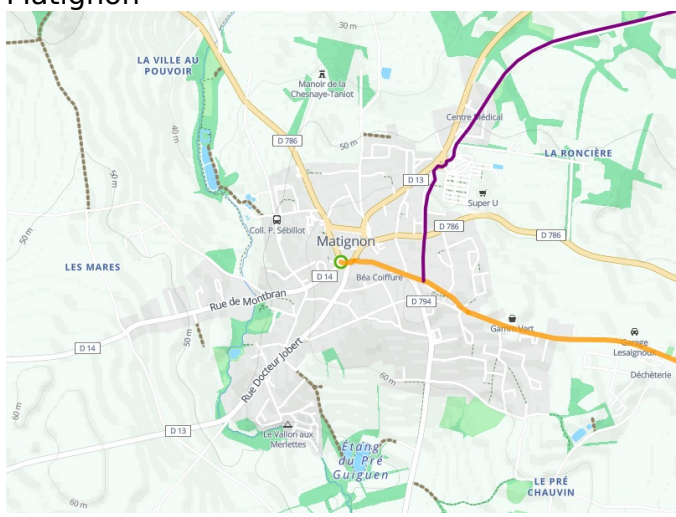 Matignon
LA VILLE AU
POUVOIR
Manoir de la
Chesnaye-Taniot
40 m
50 m
Centre Médical
D 786
LA RONCIÈRE
60 m
D 13
Super U
50 m
Coll. P. Sébillot
D 786
D 786
Matignon
LES MARES
D 14
Béa Coiffure
Rue de Montbran
D 794
Gamm Vert
50 m
Garage
Lesaignoux
D 14
Rue Docteur Jobert
Déchèterie
60 m
60 m
D 13
Le Vallon aux
Merlettes
Étang
du Pré
Guiguen
LE PRÉ
CHAUVIN
60 m